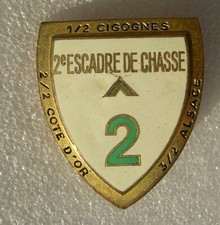 1/2 CIGOGNES
2E ESCADRE DE CHASSE
2
2/2 COTE D'OR
3/2 ALSACE